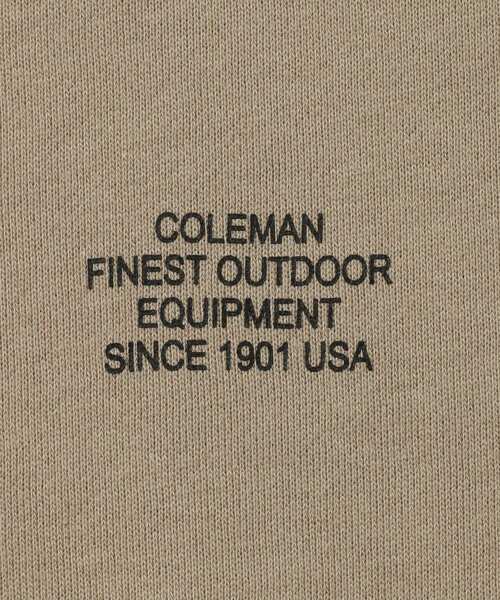 COLEMAN
FINEST OUTDOOR
EQUIPMENT
SINCE 1901 USA